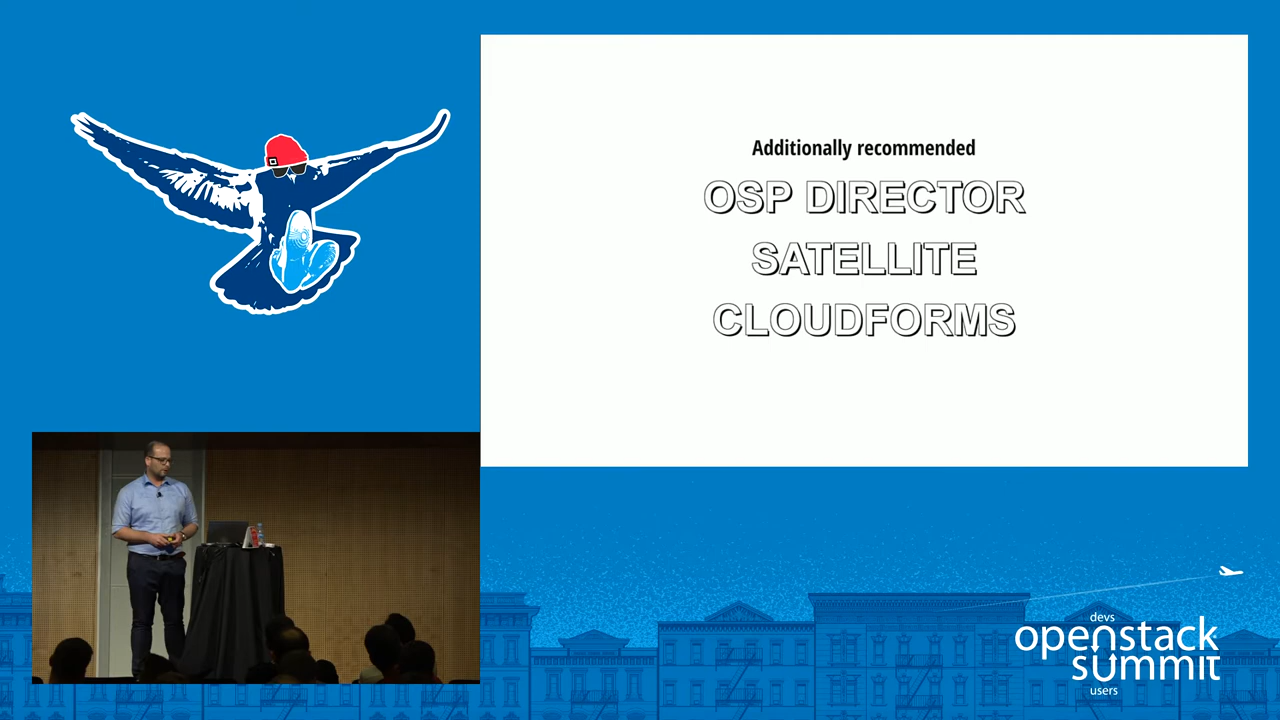 Additionally recommended
OSP DIRECTOR
SATELLITE
CLOUDFORMS
devs
openstack
summit
users